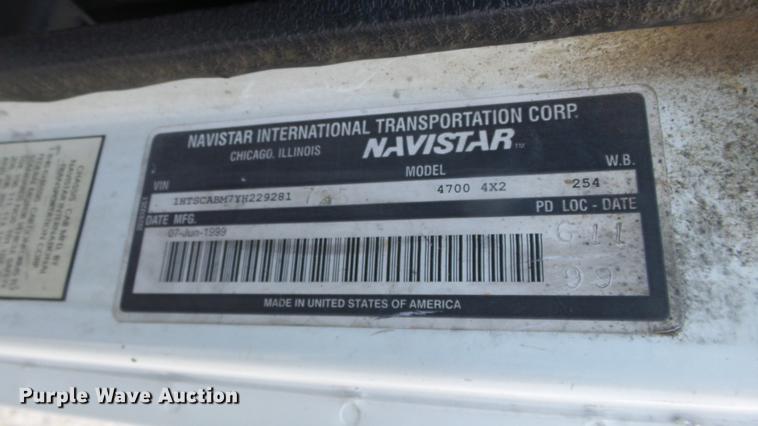 NAVISTAR INTERNATIONAL TRANSPORTATION CORP.
CHICAGO, ILLINOIS NAVISTAR TM
VIN MODEL W.B.
1HTSCABM7YH229281 4700 4X2 254
DATE MFG. PD LOC - DATE
07-Jun-1999 G11
99
MADE IN UNITED STATES OF AMERICA
Purple Wave Auction